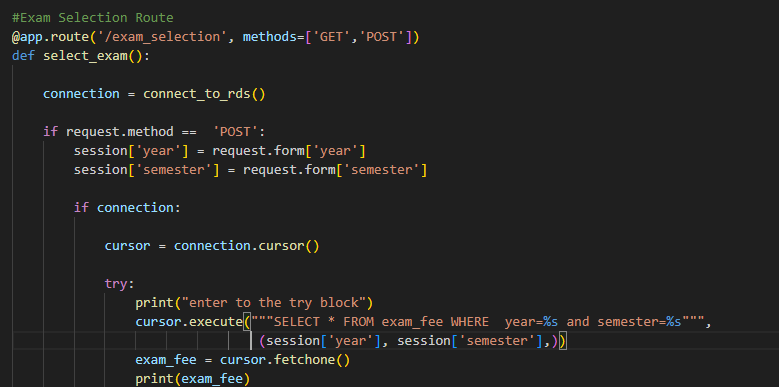 #Exam Selection Route
@app.route('/exam_selection', methods=['GET','POST'])
def select_exam():
connection = connect_to_rds()
if request.method ==  'POST':
session['year'] = request.form['year']
session['semester'] = request.form['semester']
if connection:
cursor = connection.cursor()
try:
print("enter to the try block")
cursor.execute("""SELECT * FROM exam_fee WHERE  year=%s and semester=%s""",
(session['year'], session['semester'],))
exam_fee = cursor.fetchone()
print(exam_fee)